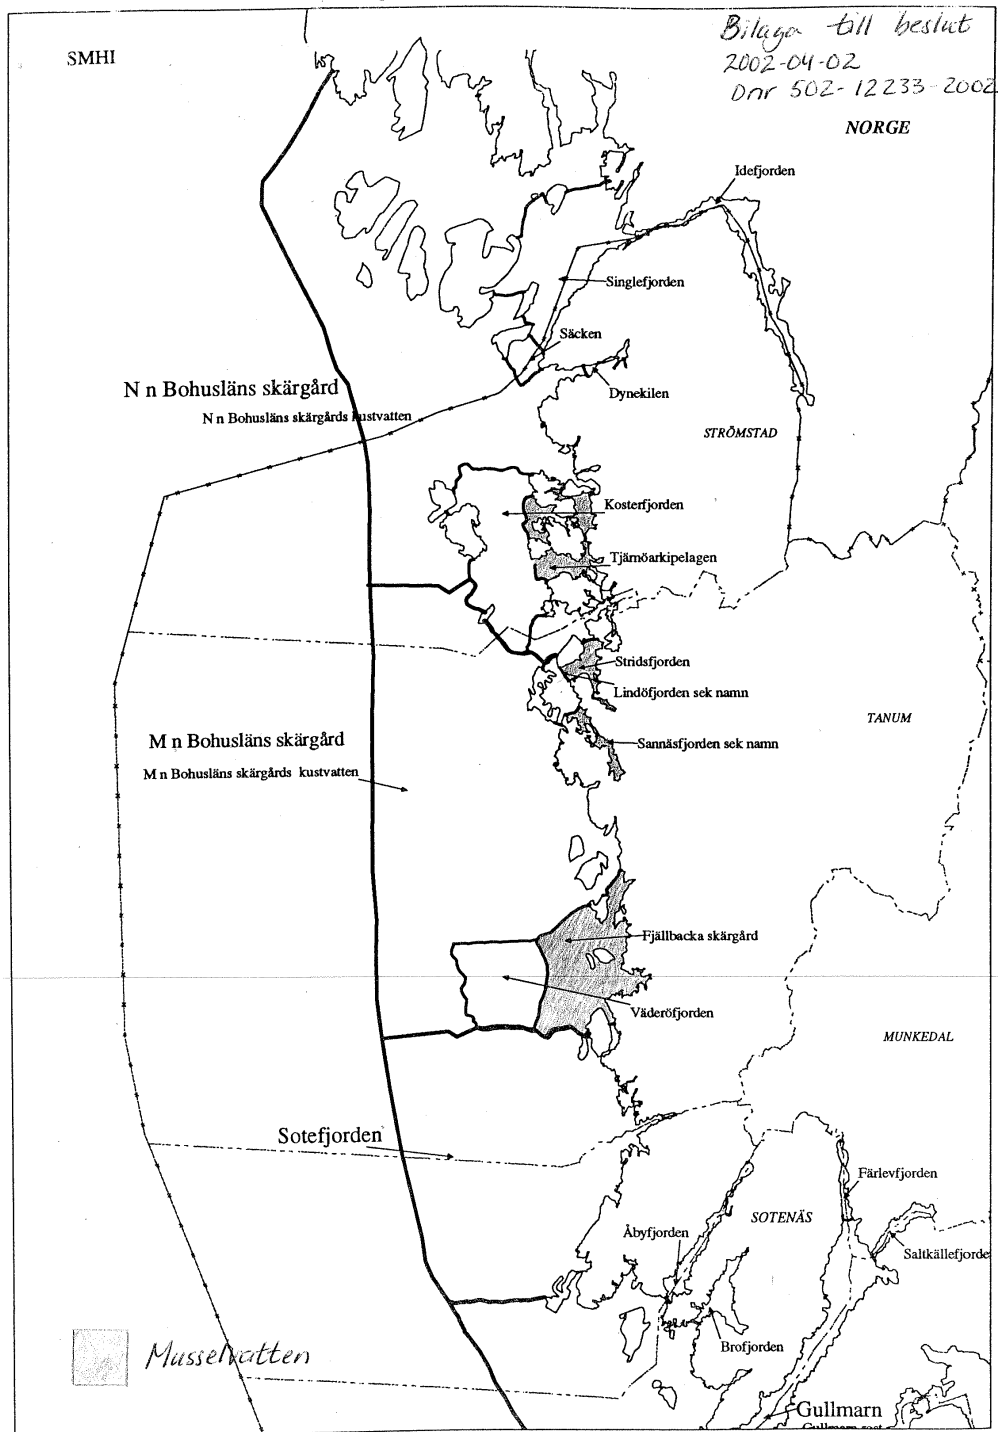 Bilaga till beslut
2002-04-02
Dnr 502-12233-2002
SMHI
NORGE
Idefjorden
Singlefjorden
Säcken
N n Bohusläns skärgård
Dynekilen
N n Bohusläns skärgårds kustvatten
STRÖMSTAD
Kosterfjorden
Tjärnöarkipelagen
Stridsfjorden
Lindöfjorden sek namn
TANUM
M n Bohusläns skärgård
Sannäsfjorden sek namn
M n Bohusläns skärgårds kustvatten
Fjällbacka skärgård
Väderöfjorden
MUNKEDAL
Sotefjorden
Färlevfjorden
SOTENÄS
Åbyfjorden
Saltkällefjorde
Brofjorden
Musselvatten
Gullmarn